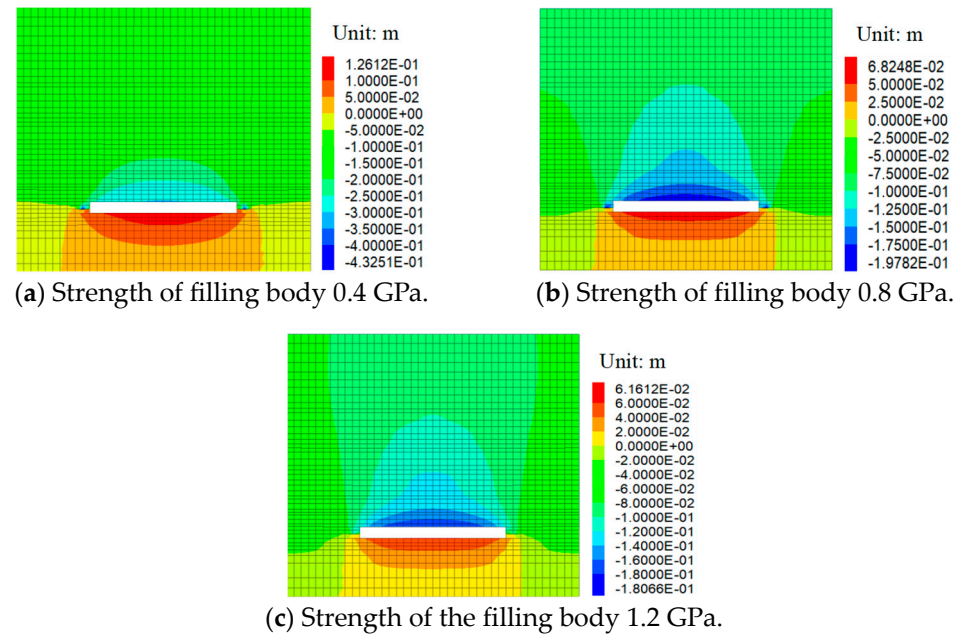 Unit: m
1.2612E-01
1.0000E-01
5.0000E-02
0.0000E+00
-5.0000E-02
-1.0000E-01
-1.5000E-01
-2.0000E-01
-2.5000E-01
-3.0000E-01
-3.5000E-01
-4.0000E-01
-4.3251E-01
(a) Strength of filling body 0.4 GPa.
Unit: m
6.8248E-02
5.0000E-02
2.5000E-02
0.0000E+00
-2.5000E-02
-5.0000E-02
-7.5000E-02
-1.0000E-01
-1.2500E-01
-1.5000E-01
-1.7500E-01
-1.9782E-01
(b) Strength of filling body 0.8 GPa.
Unit: m
6.1612E-02
6.0000E-02
4.0000E-02
2.0000E-02
0.0000E+00
-2.0000E-02
-4.0000E-02
-6.0000E-02
-8.0000E-02
-1.0000E-01
-1.2000E-01
-1.4000E-01
-1.6000E-01
-1.8000E-01
-1.8066E-01
(c) Strength of the filling body 1.2 GPa.